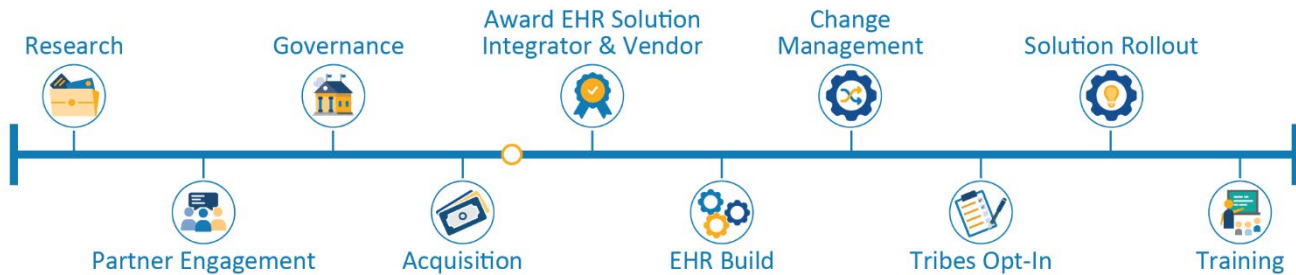 Research
Governance
Award EHR Solution
Integrator & Vendor
Change
Management
Solution Rollout
Partner Engagement
Acquisition
EHR Build
Tribes Opt-In
Training